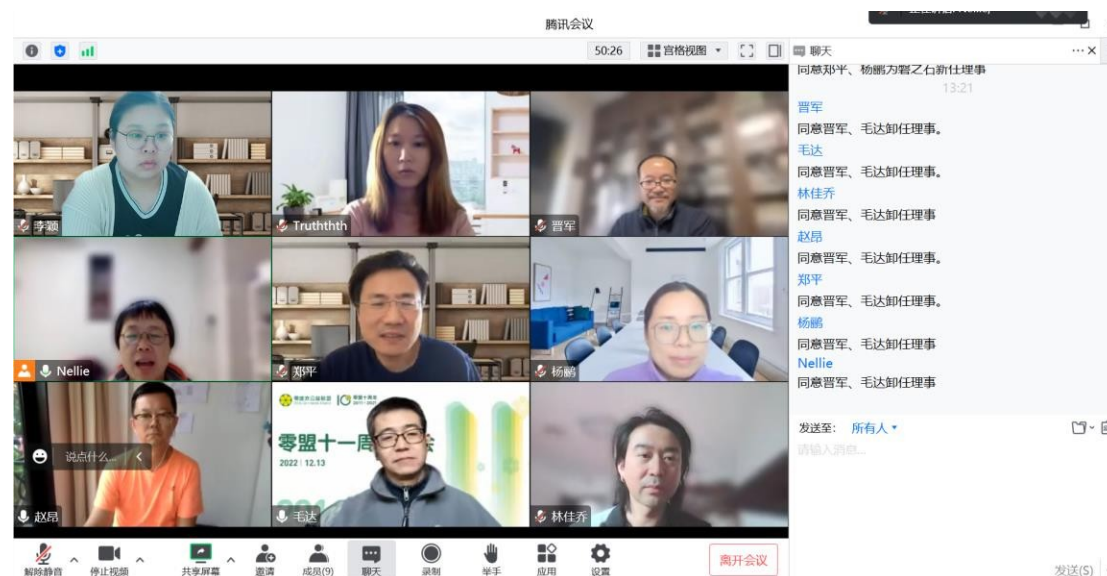 腾讯会议
50:26
宫格视图
李颖
Truthhth
晋军
Nellie
郑平
杨鹏
说点什么...
赵昂
零盟十一周
会
2022 | 12.13
毛达
林佳乔
解除静音
停止视频
共享屏幕
邀请
成员(9)
聊天
录制
举手
应用
设置
离开会议
聊天
同意郑平、杨鹏为磐之石新任理事
13:21
晋军
同意晋军、毛达卸任理事。
毛达
同意晋军、毛达卸任理事。
林佳乔
同意晋军、毛达卸任理事
赵昂
同意晋军、毛达卸任理事。
郑平
同意晋军、毛达卸任理事。
杨鹏
同意晋军、毛达卸任理事
Nellie
同意晋军、毛达卸任理事
发送至:
所有人
请输入消息...
发送(S)